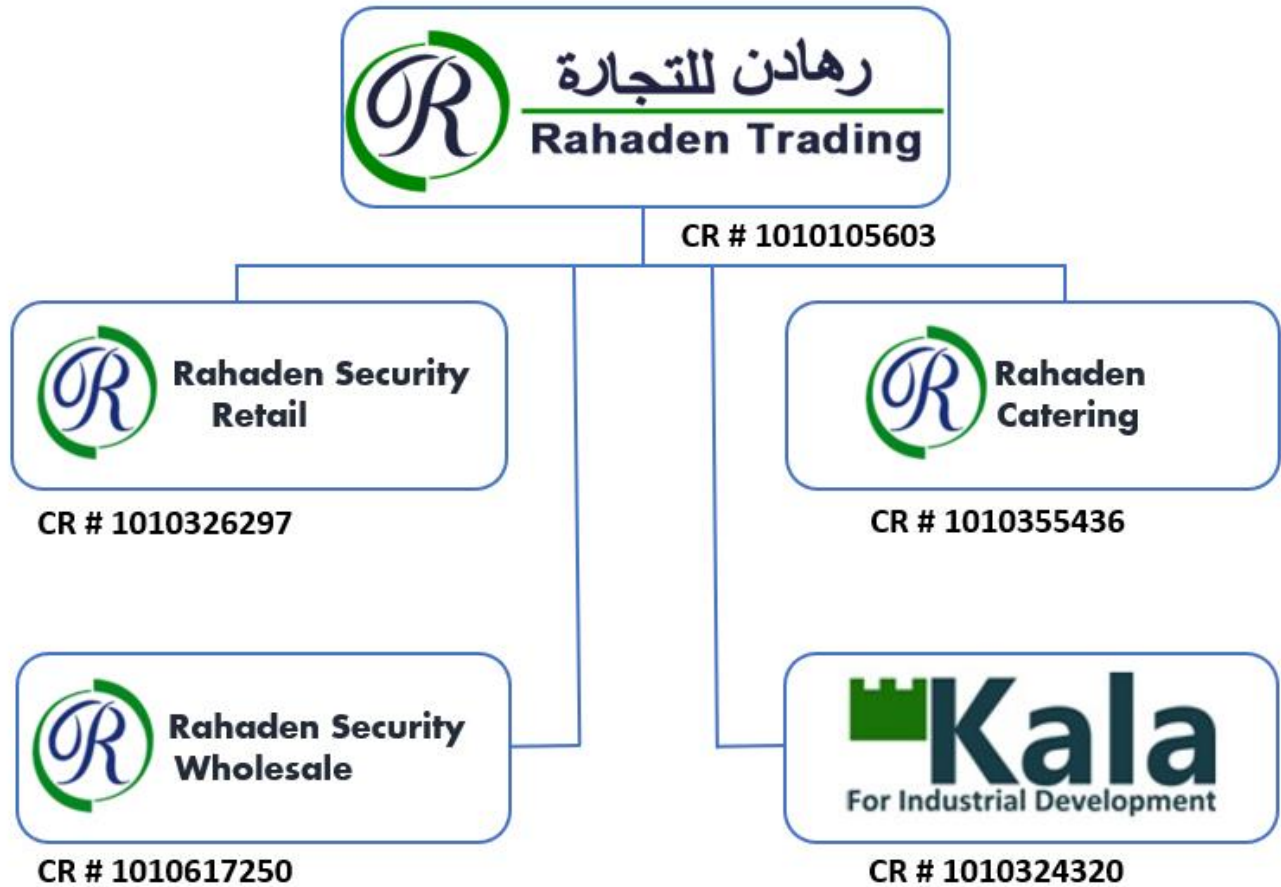 رهادن للتجارة
Rahaden Trading
CR # 1010105603
Rahaden Security
Retail
CR # 1010326297
Rahaden
Catering
CR # 1010355436
Rahaden Security
Wholesale
CR # 1010617250
Kala
For Industrial Development
CR # 1010324320